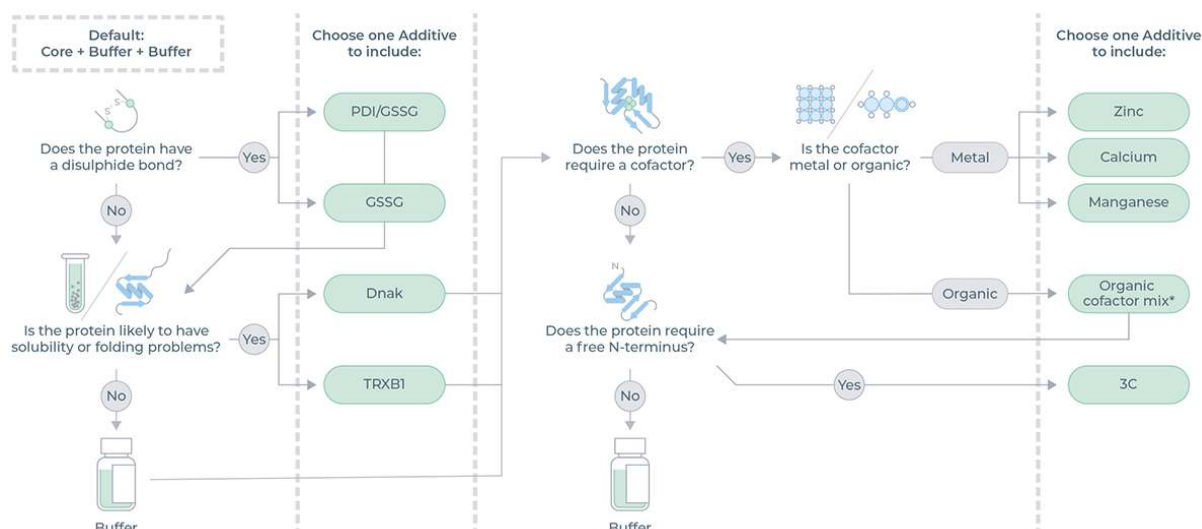 Default:
Core + Buffer + Buffer
Choose one Additive
to include:
S
S
Does the protein have
a disulphide bond?
Yes
PDI/GSSG
GSSG
No
Is the protein likely to have
solubility or folding problems?
Yes
Dnak
TRXB1
No
Buffer
Does the protein
require a cofactor?
Yes
Is the cofactor
metal or organic?
Metal
Organic
No
N
Does the protein require
a free N-terminus?
Yes
No
Buffer
Choose one Additive
to include:
Zinc
Calcium
Manganese
Organic
cofactor mix*
3C